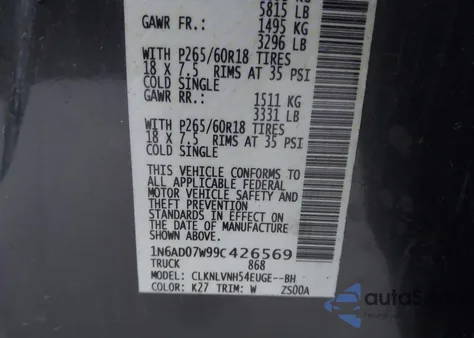 5815 LB
GAWR FR.: 1495 KG
3296 LB
WITH P265/60R18 TIRES
18 X 7.5 RIMS AT 35 PSI
COLD SINGLE
GAWR RR.: 1511 KG
3331 LB
WITH P265/60R18 TIRES
18 X 7.5 RIMS AT 35 PSI
COLD SINGLE
THIS VEHICLE CONFORMS TO
ALL APPLICABLE FEDERAL
MOTOR VEHICLE SAFETY AND
THEFT PREVENTION
STANDARDS IN EFFECT ON
THE DATE OF MANUFACTURE
SHOWN ABOVE.
1N6AD07W99C426569
TRUCK 868
MODEL: CLKNLVNH54EUGE--BH
COLOR: K27 TRIM: W ZS00A
autoastat